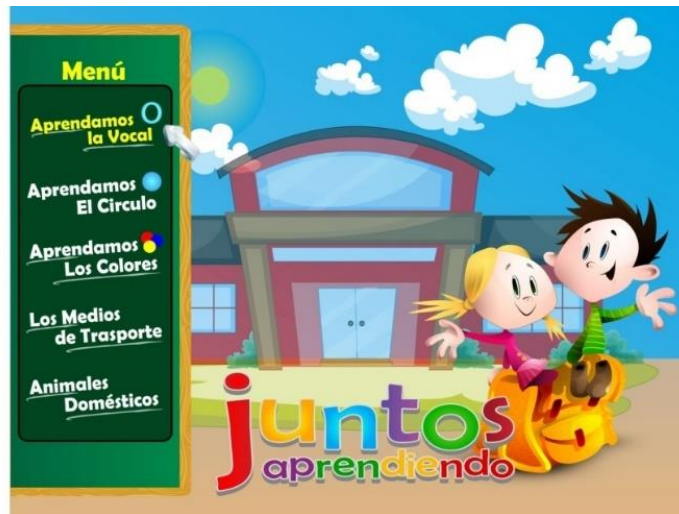 Menú
Aprendamos O
la Vocal
Aprendamos
El Circulo
Aprendamos
Los Colores
Los Medios
de Trasporte
Animales
Domésticos
juntos
aprendiendo